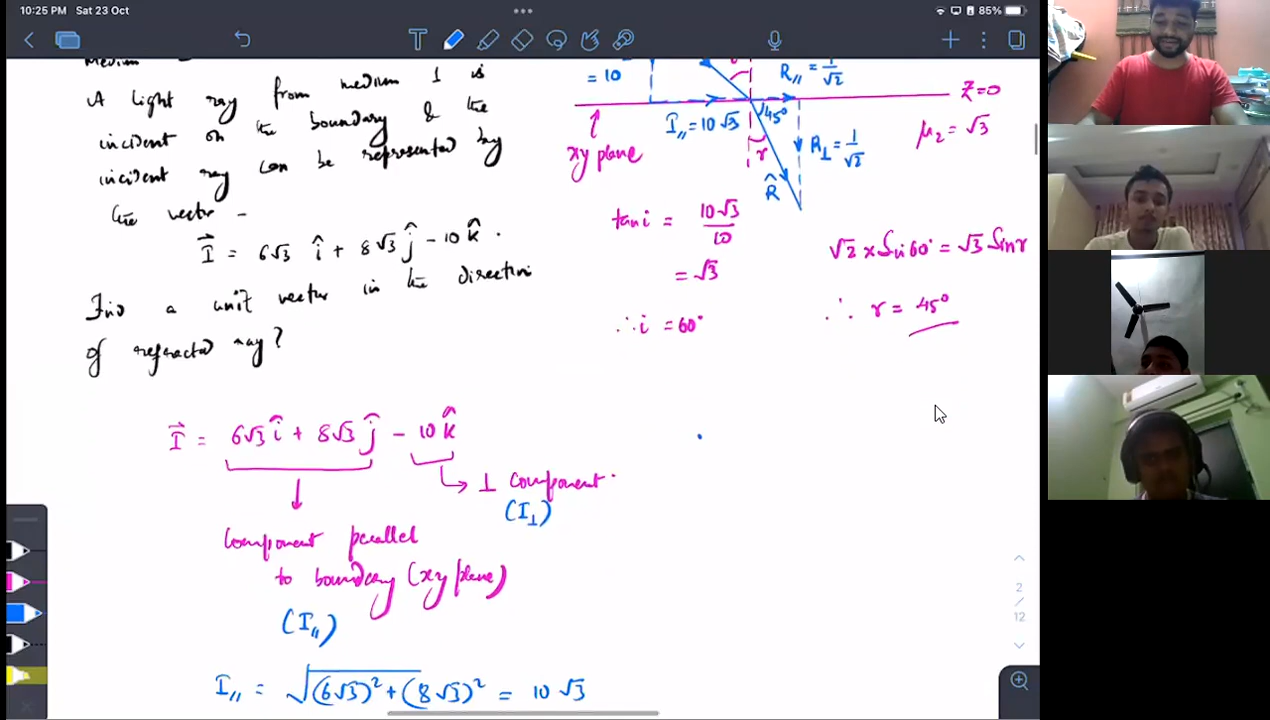 10:25 PM Sat 23 Oct
85%
A light ray from medium 1 is
incident on the boundary & the
incident ray can be represented by
the vector -
I⃗ = 6√3 î + 8√3 ĵ - 10 k̂ .
Find a unit vector in the direction
of refracted ray?
= 10
R∥ = 1/√2
Z=0
I∥ = 10√3
45°
R⊥ = 1/√2
μ₂ = √3
xy plane
r
R̂
tan i = 10√3/10
= √3
∴ i = 60°
√2 × Sin 60° = √3 Sin r
∴ r = 45°
I⃗ = 6√3 î + 8√3 ĵ - 10 k̂
⊥ component
(I⊥)
Component parallel
to boundary (xy plane)
(I∥)
I∥ = √(6√3)² + (8√3)² = 10√3
2
/
12